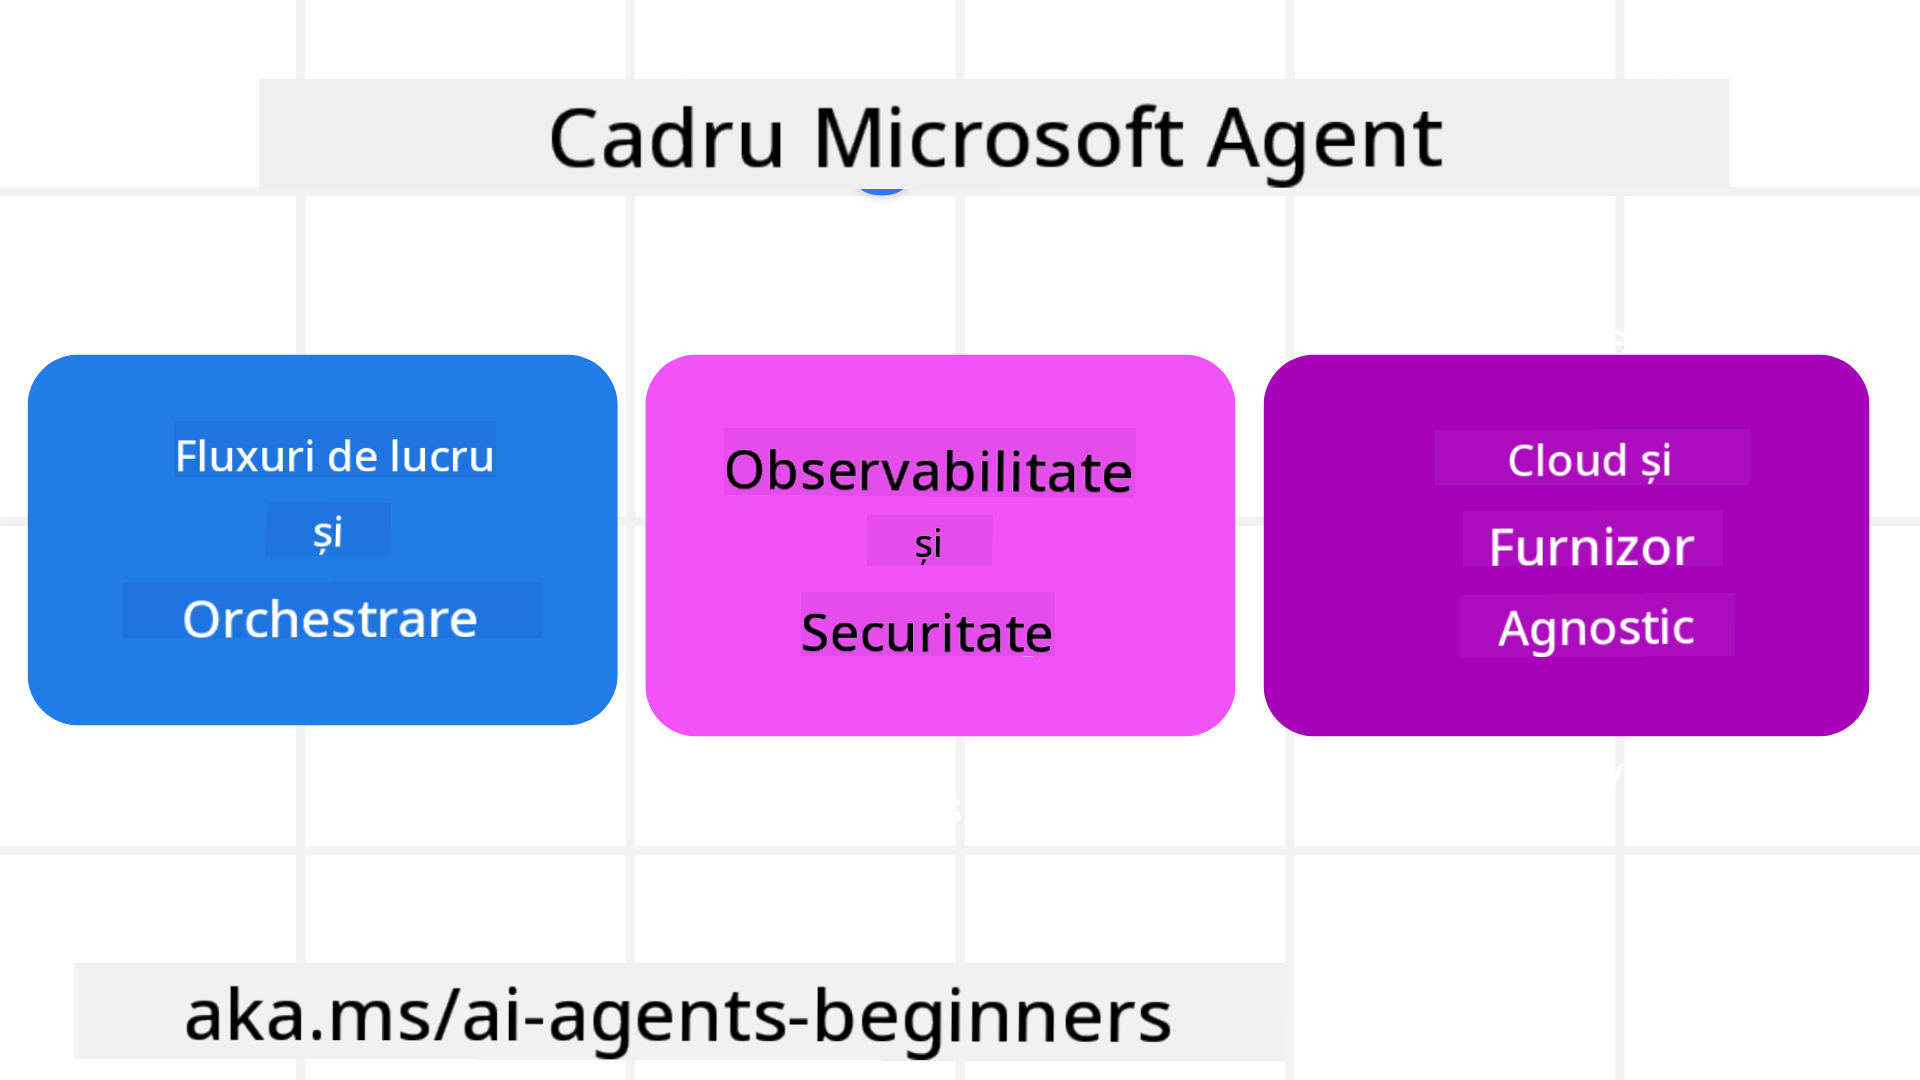 Cadru Microsoft Agent
Fluxuri de lucru
și
Orchestrare
Observabilitate
și
Securitate
Cloud și
Furnizor
Agnostic
aka.ms/ai-agents-beginners